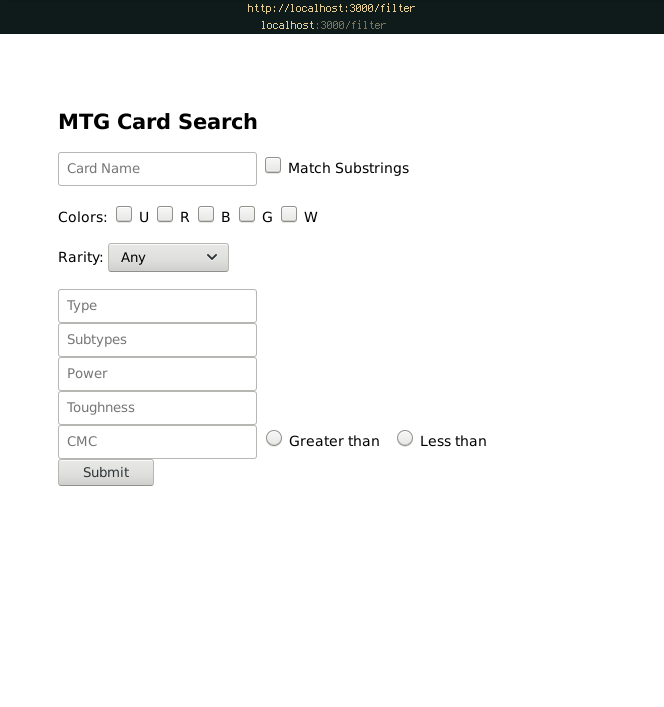 http://localhost:3000/filter
localhost:3000/filter
MTG Card Search
Card Name Match Substrings
Colors: U R B G W
Rarity: Any
Type
Subtypes
Power
Toughness
CMC Greater than Less than
Submit